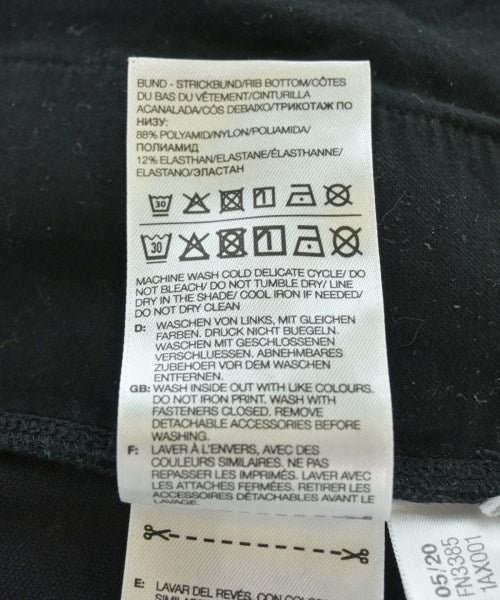 BUND - STRICKBUND/RIB BOTTOM/CÔTES
DU BAS DU VÊTEMENT/CINTURILLA
ACANALADA/CÓS DEBAIXO/ТРИКОТАЖ ПО
НИЗУ:
88% POLYAMID/NYLON/POLIAMIDA/
ПОЛИАМИД
12% ELASTHAN/ELASTANE/ÉLASTHANNE/
ELASTANO/ЭЛАСТАН
30
30
MACHINE WASH COLD DELICATE CYCLE/ DO
NOT BLEACH/ DO NOT TUMBLE DRY/ LINE
DRY IN THE SHADE/ COOL IRON IF NEEDED/
DO NOT DRY CLEAN
D: WASCHEN VON LINKS, MIT GLEICHEN
FARBEN. DRUCK NICHT BUEGELN.
WASCHEN MIT GESCHLOSSENEN
VERSCHLUESSEN. ABNEHMBARES
ZUBEHOER VOR DEM WASCHEN
ENTFERNEN.
GB: WASH INSIDE OUT WITH LIKE COLOURS.
DO NOT IRON PRINT. WASH WITH
FASTENERS CLOSED. REMOVE
DETACHABLE ACCESSORIES BEFORE
WASHING.
F: LAVER À L'ENVERS, AVEC DES
COULEURS SIMILAIRES. NE PAS
REPASSER LES IMPRIMÉS. LAVER AVEC
LES ATTACHES FERMÉES. RETIRER LES
ACCESSOIRES DÉTACHABLES AVANT LE
LAVAGE.
E: LAVAR DEL REVÉS, CON COLOR
05/20
FN3385
1AX001